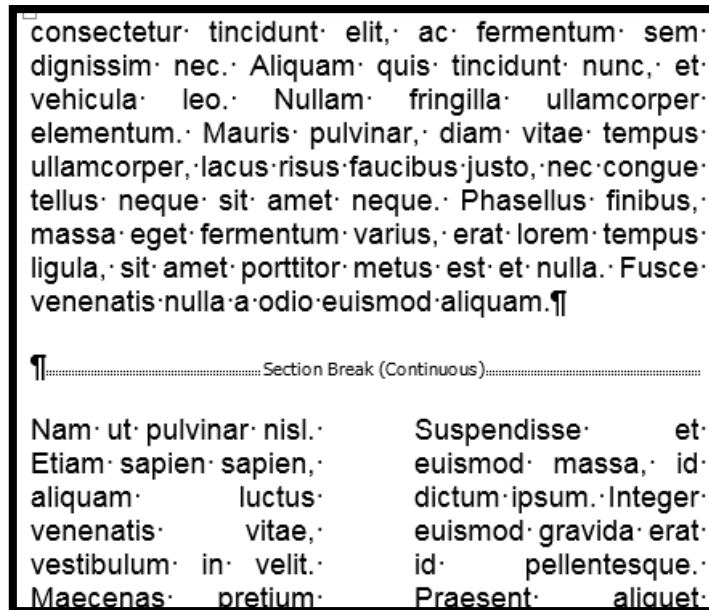 consectetur tincidunt elit, ac fermentum sem
dignissim nec. Aliquam quis tincidunt nunc, et
vehicula leo. Nullam fringilla ullamcorper
elementum. Mauris pulvinar, diam vitae tempus
ullamcorper, lacus risus faucibus justo, nec congue
tellus neque sit amet neque. Phasellus finibus,
massa eget fermentum varius, erat lorem tempus
ligula, sit amet porttitor metus est et nulla. Fusce
venenatis nulla a odio euismod aliquam.¶
¶ Section Break (Continuous)
Nam ut pulvinar nisl.
Etiam sapien sapien,
aliquam luctus
venenatis vitae,
vestibulum in velit.
Maecenas pretium
Suspendisse et
euismod massa, id
dictum ipsum. Integer
euismod gravida erat
id pellentesque.
Praesent aliquet